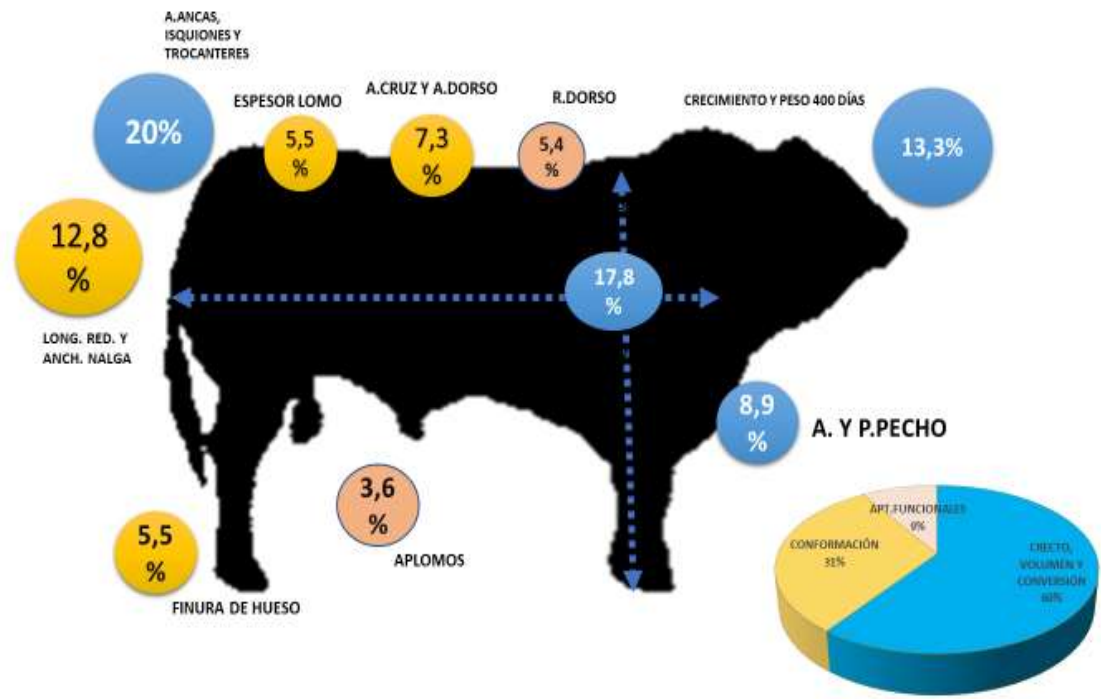 A.ANCAS,
ISQUIONES Y
TROCANTERES
20%
ESPESOR LOMO
5,5
%
A.CRUZ Y A.DORSO
7,3
%
R.DORSO
5,4
%
CRECIMIENTO Y PESO 400 DÍAS
13,3%
12,8
%
LONG. RED. Y
ANCH. NALGA
17,8
%
8,9
%
A. Y P.PECHO
3,6
%
APLOMOS
5,5
%
FINURA DE HUESO
APT.FUNCIONALES
9%
CONFORMACIÓN
31%
CRECTO,
VOLUMEN Y
CONVERSIÓN
60%